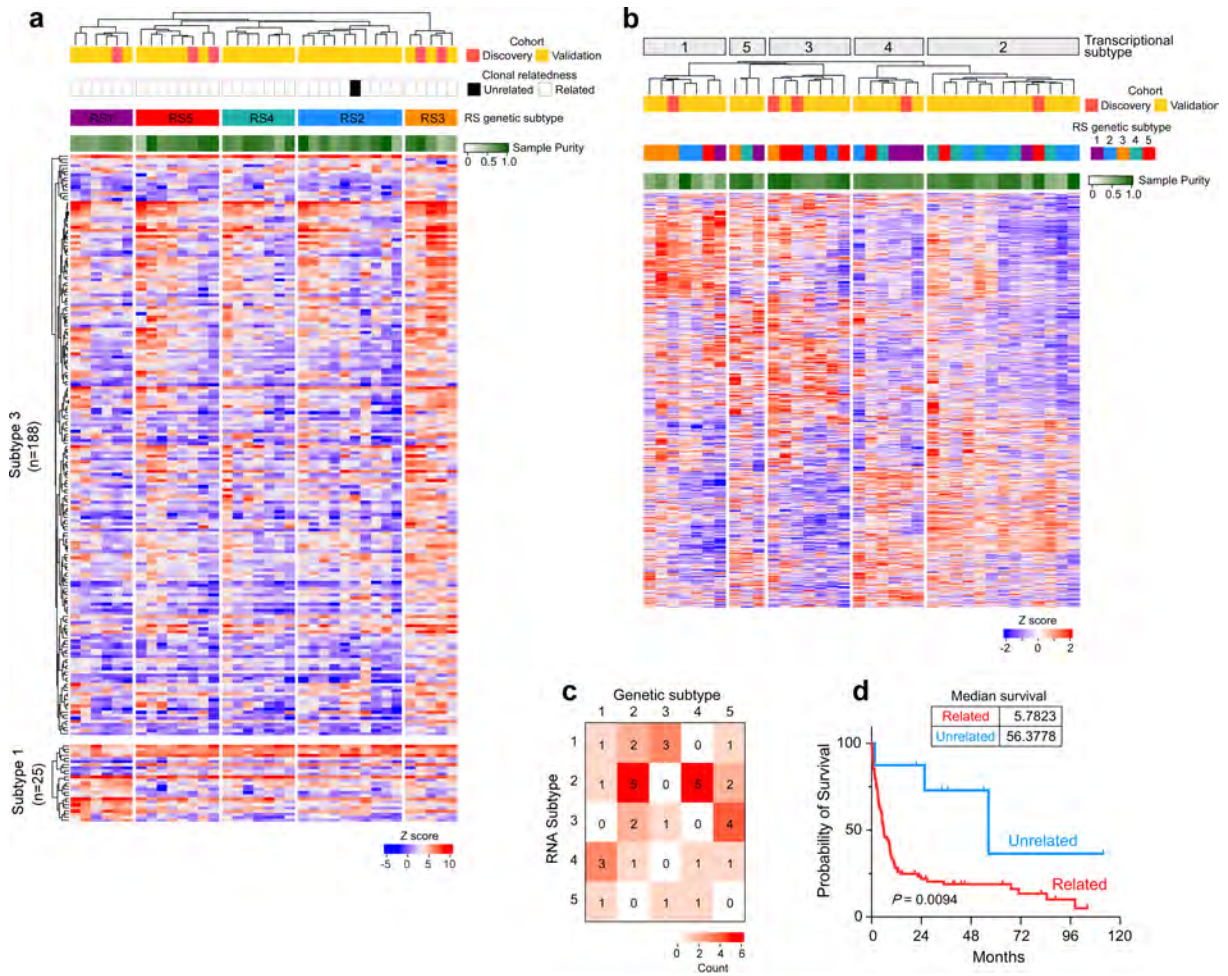 a
Cohort
Discovery Validation
Clonal relatedness
Unrelated Related
RS1 RS5 RS4 RS2 RS3 RS genetic subtype
Sample Purity
0 0.5 1.0
Subtype 3
(n=188)
Subtype 1
(n=25)
Z score
-5 0 5 10
b
1 5 3 4 2 Transcriptional
subtype
Cohort
Discovery Validation
RS genetic subtype
1 2 3 4 5
Sample Purity
0 0.5 1.0
Z score
-2 0 2
c
Genetic subtype
1 2 3 4 5
RNA Subtype
1 1 2 3 0 1
2 1 5 0 5 2
3 0 2 1 0 4
4 3 1 0 1 1
5 1 0 1 1 0
0 2 4 6
Count
d
Median survival
Related 5.7823
Unrelated 56.3778
Probability of Survival
100
50
0
Unrelated
Related
P = 0.0094
0 24 48 72 96 120
Months